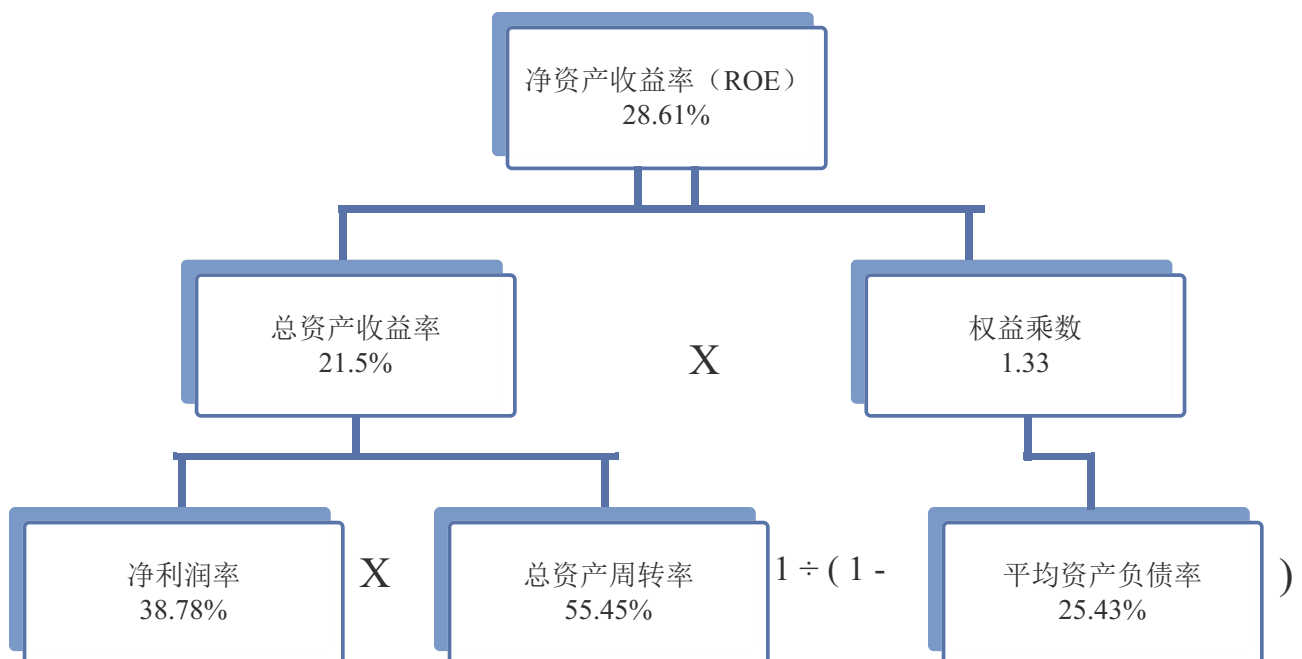 净资产收益率（ROE）
28.61%
总资产收益率
21.5%
X
权益乘数
1.33
净利润率
38.78%
X
总资产周转率
55.45%
1 ÷ ( 1 -
平均资产负债率
25.43%
)